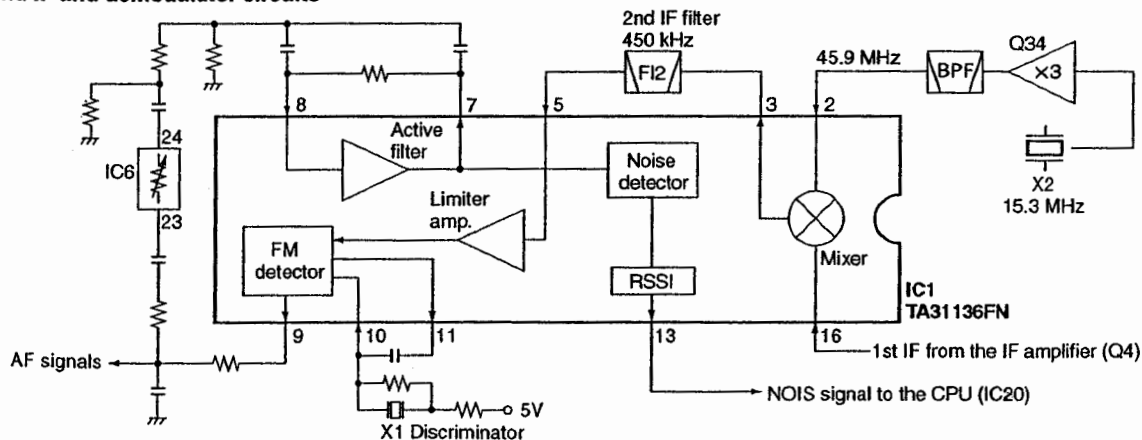 2nd IF filter
450 kHz
Q34
45.9 MHz
FI2
BPF
×3
8
7
5
3
2
24
IC6
23
Active
filter
Noise
detector
X2
15.3 MHz
Limiter
amp.
FM
detector
Mixer
RSSI
IC1
TA31136FN
9
10
11
13
16
AF signals
1st IF from the IF amplifier (Q4)
NOIS signal to the CPU (IC20)
5V
X1 Discriminator